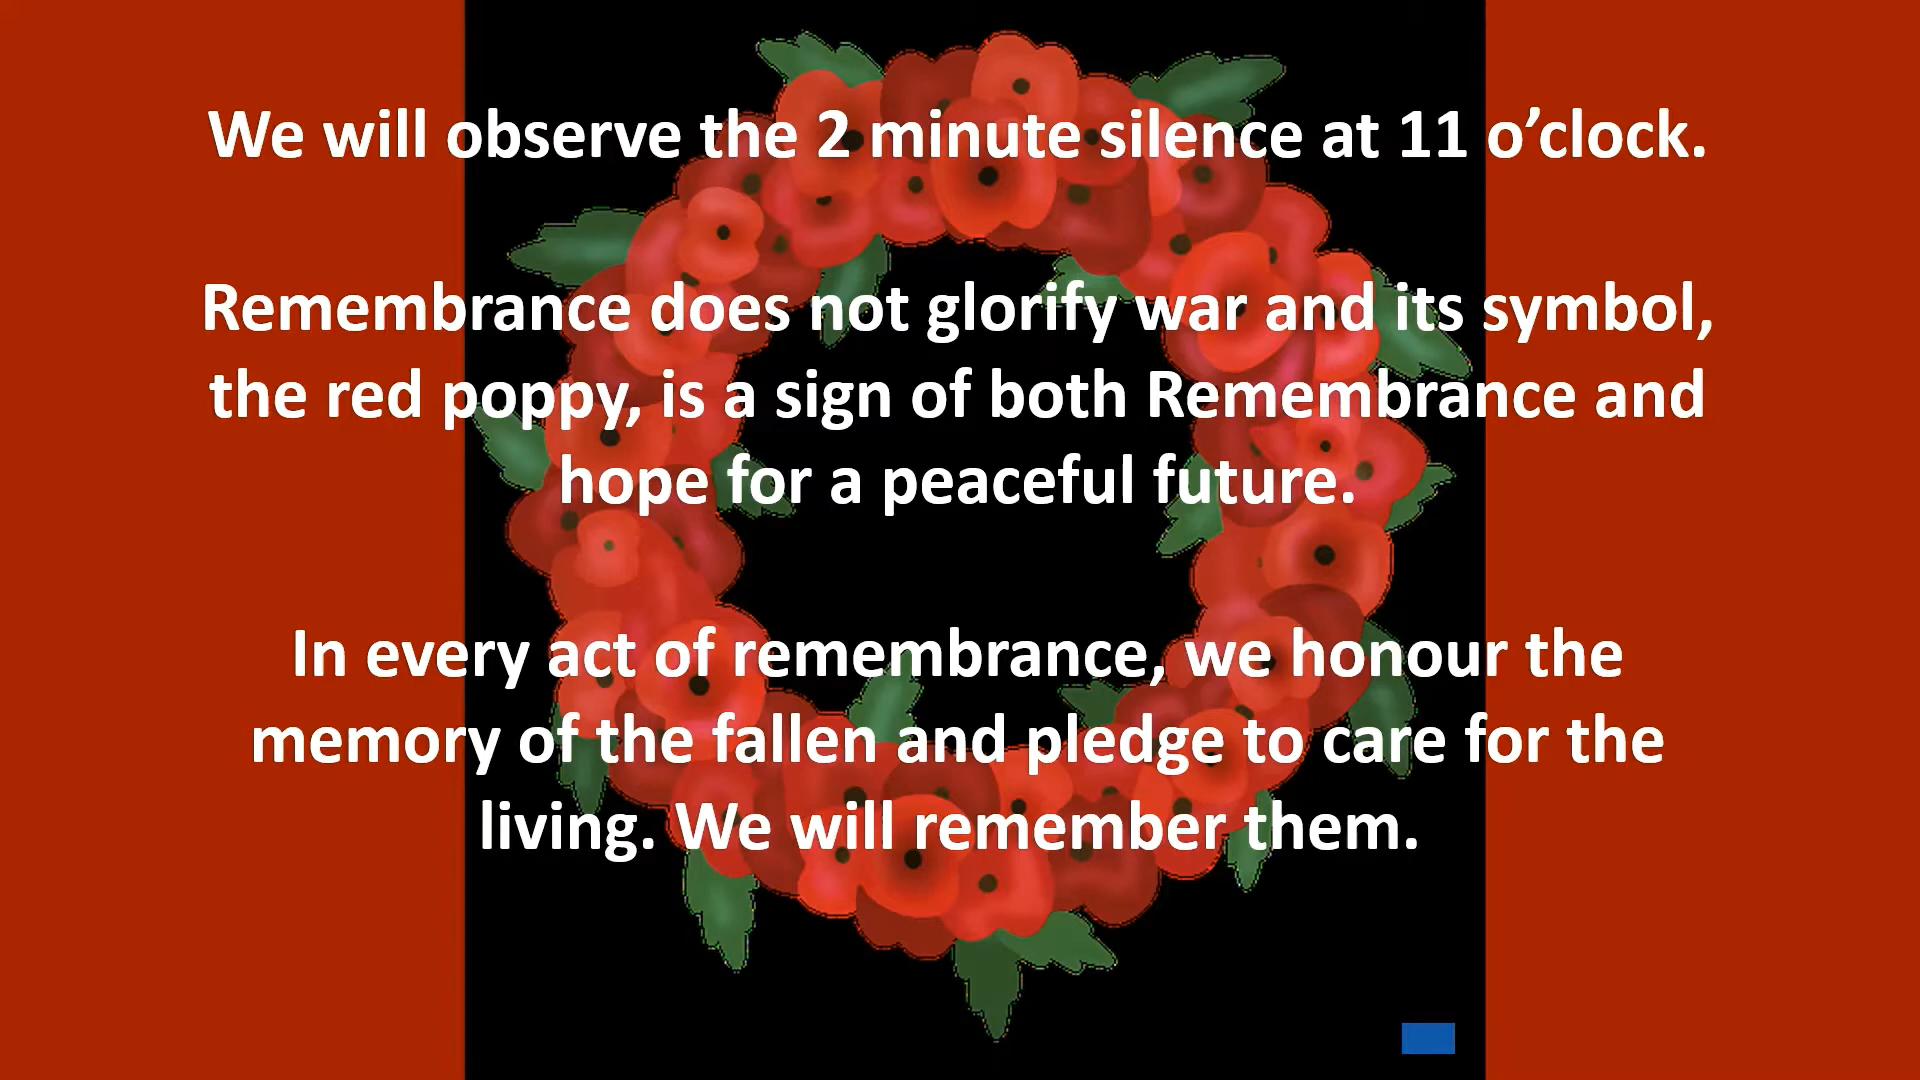 We will observe the 2 minute silence at 11 o’clock.
Remembrance does not glorify war and its symbol,
the red poppy, is a sign of both Remembrance and
hope for a peaceful future.
In every act of remembrance, we honour the
memory of the fallen and pledge to care for the
living. We will remember them.